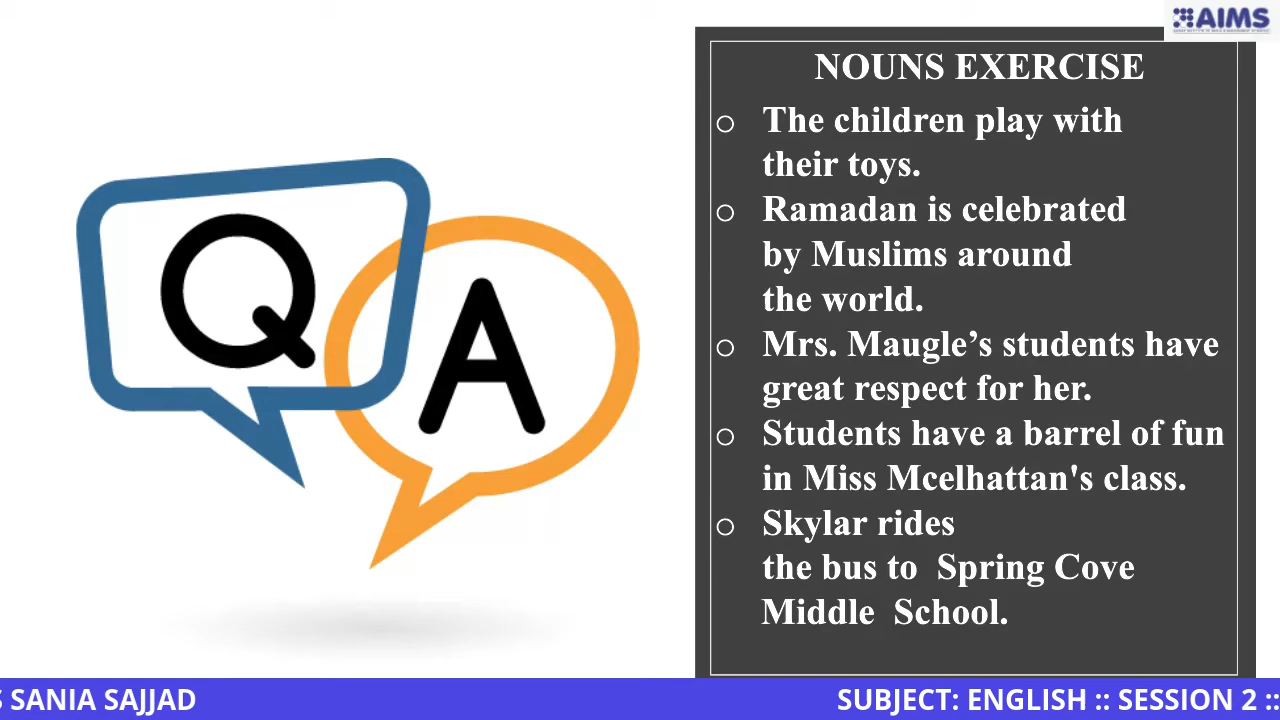 AIMS
NOUNS EXERCISE
The children play with
their toys.
Ramadan is celebrated
by Muslims around
the world.
Mrs. Maugle’s students have
great respect for her.
Students have a barrel of fun
in Miss Mcelhattan's class.
Skylar rides
the bus to Spring Cove
Middle School.
Q
A
S SANIA SAJJAD
SUBJECT: ENGLISH :: SESSION 2 ::